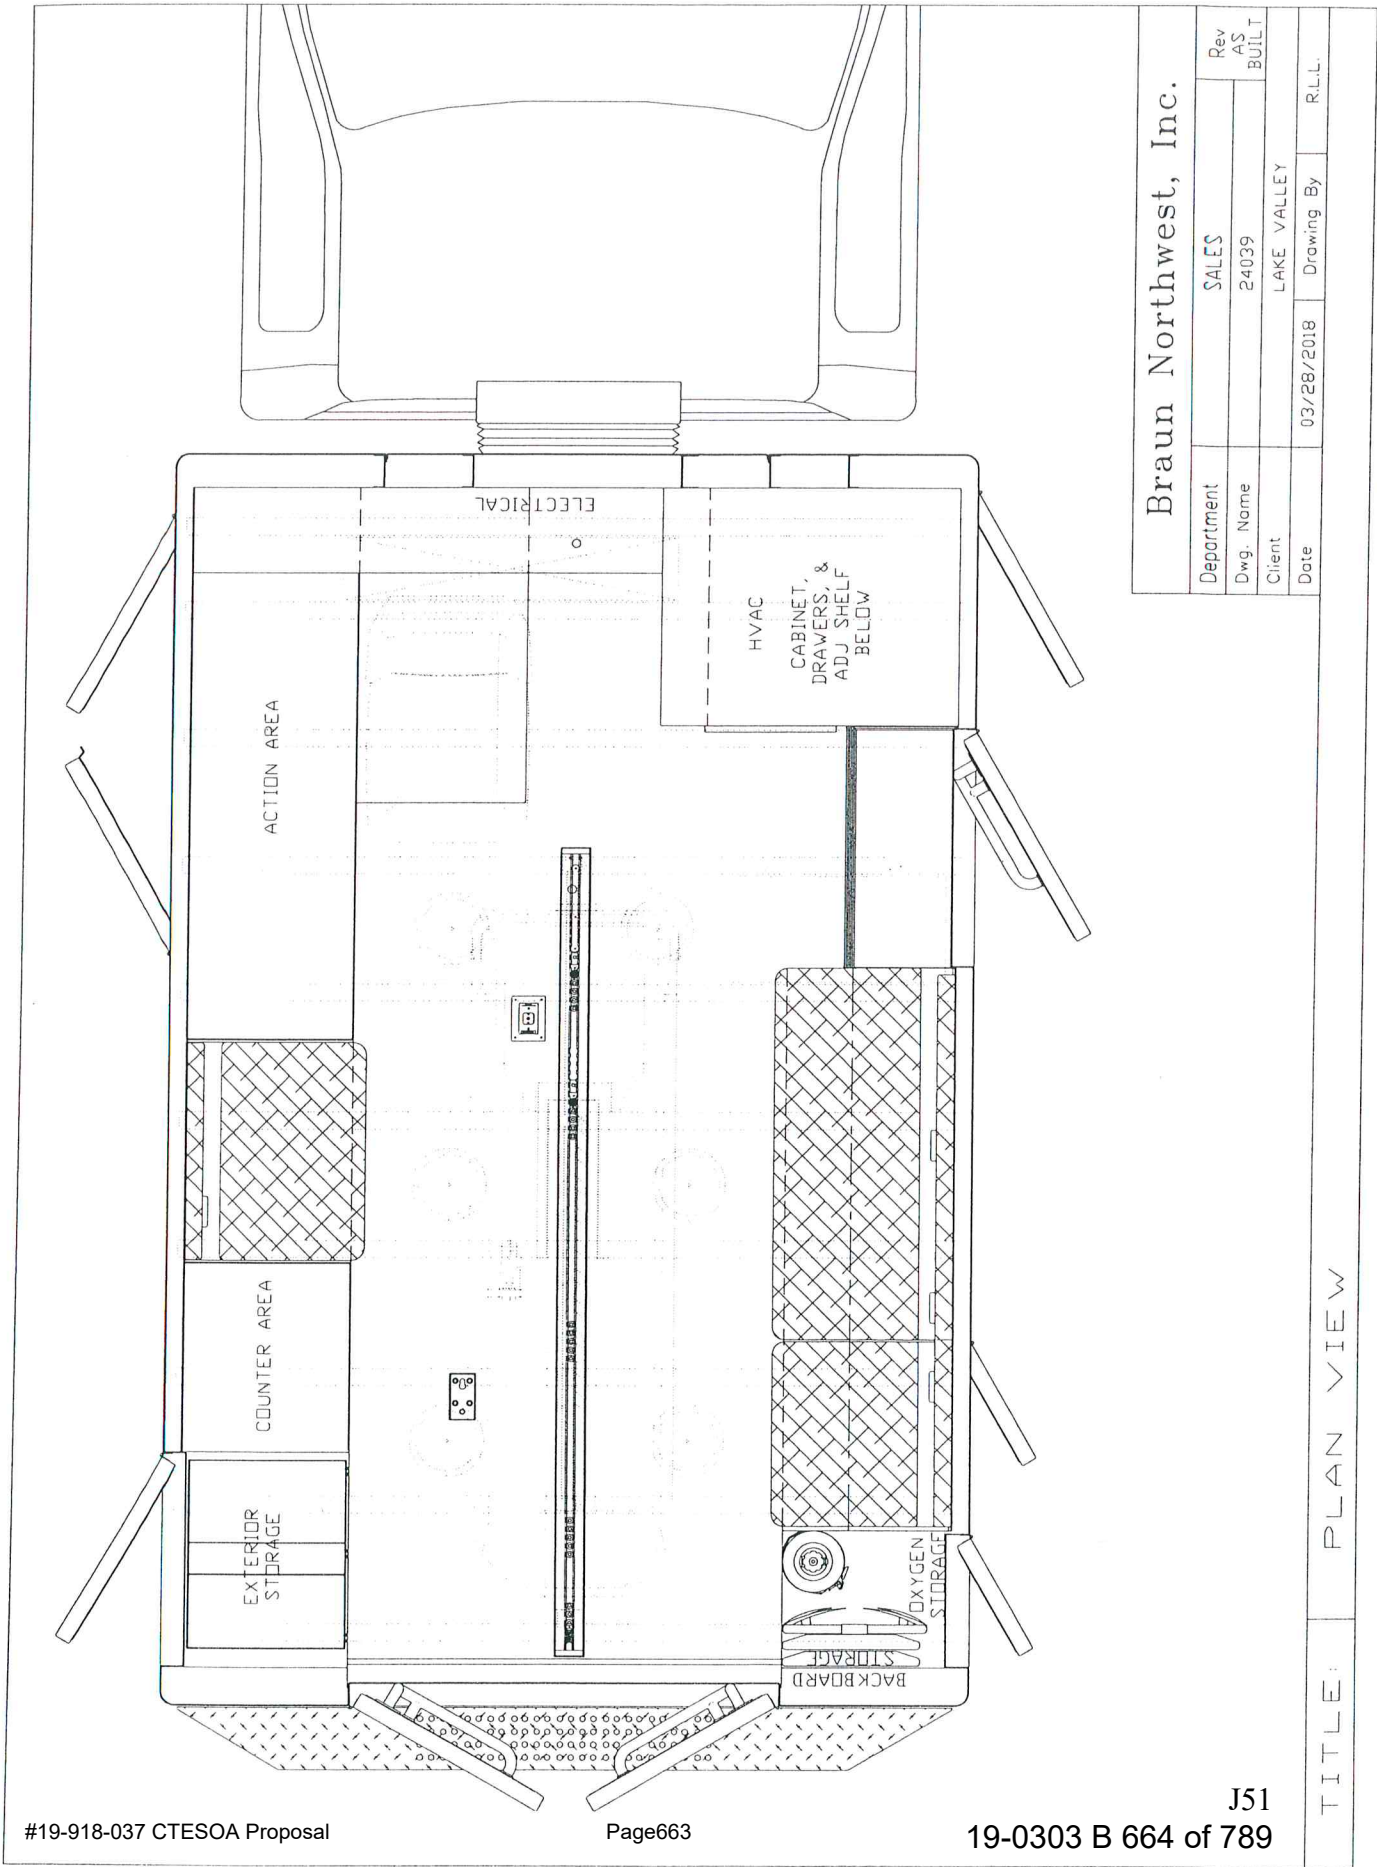 ELECTRICAL
ACTION AREA
HVAC
CABINET,
DRAWERS, &
ADJ SHELF
BELOW
COUNTER AREA
EXTERIOR
STORAGE
OXYGEN
STORAGE
BACKBOARD
STORAGE
Braun Northwest, Inc.
Department SALES Rev
AS
BUILT
Dwg. Name 24039
Client LAKE VALLEY
Date 03/28/2018 Drawing By R.L.L.
TITLE: PLAN VIEW
J51
#19-918-037 CTESOA Proposal Page663 19-0303 B 664 of 789